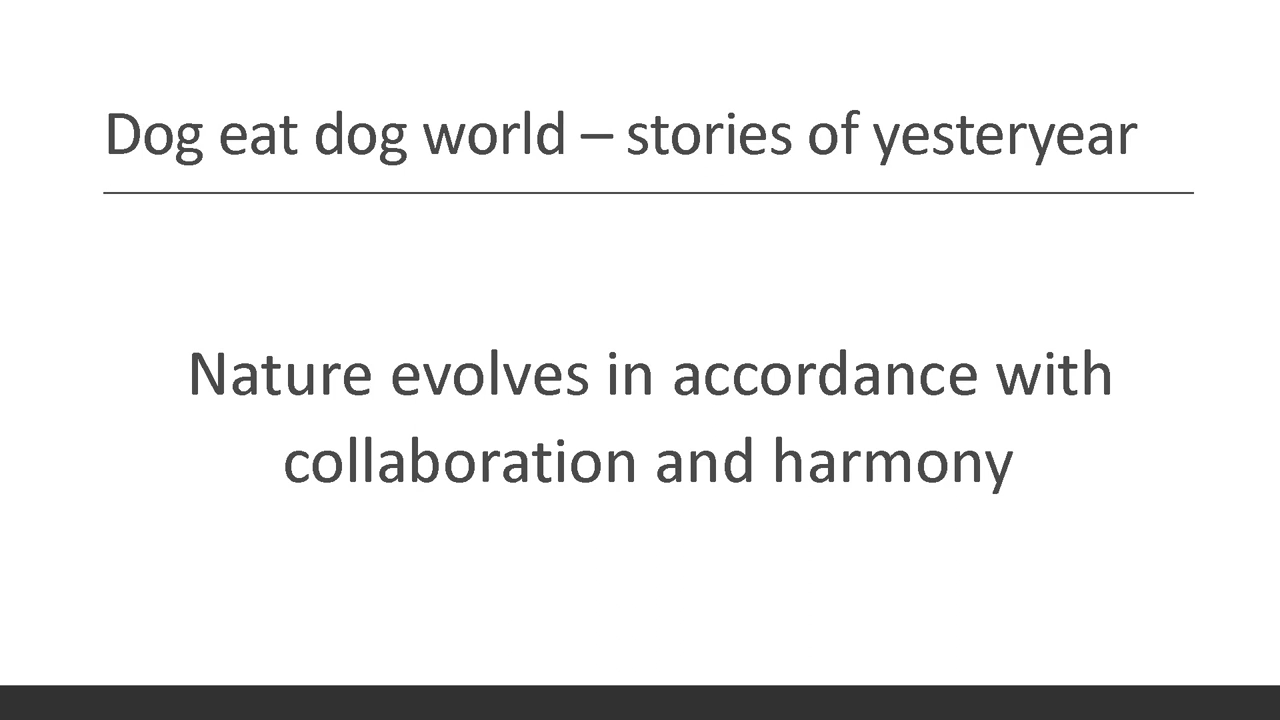 Dog eat dog world – stories of yesteryear
Nature evolves in accordance with
collaboration and harmony